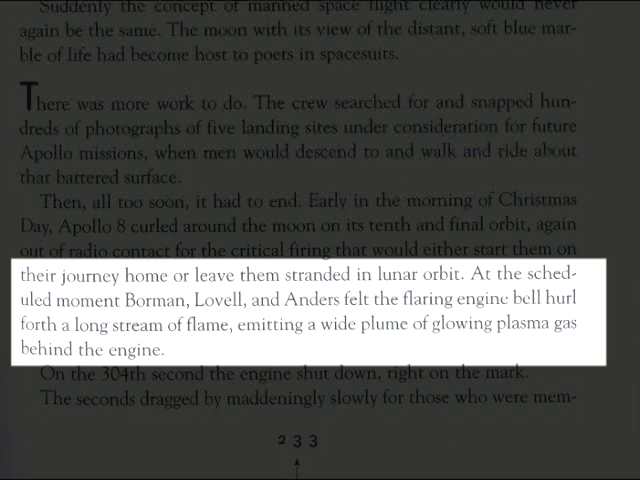 Suddenly the concept of manned space flight clearly would never
again be the same. The moon with its view of the distant, soft blue mar-
ble of life had become host to poets in spacesuits.
There was more work to do. The crew searched for and snapped hun-
dreds of photographs of five landing sites under consideration for future
Apollo missions, when men would descend to and walk and ride about
that battered surface.
Then, all too soon, it had to end. Early in the morning of Christmas
Day, Apollo 8 curled around the moon on its tenth and final orbit, again
out of radio contact for the critical firing that would either start them on
their journey home or leave them stranded in lunar orbit. At the sched-
uled moment Borman, Lovell, and Anders felt the flaring engine bell hurl
forth a long stream of flame, emitting a wide plume of glowing plasma gas
behind the engine.
On the 304th second the engine shut down, right on the mark.
The seconds dragged by maddeningly slowly for those who were mem-
233